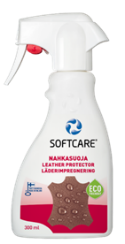 SOFTCARE
NAHKASUOJA
LEATHER PROTECTOR
LÄDERIMPREGNERING
ECO
300 ml